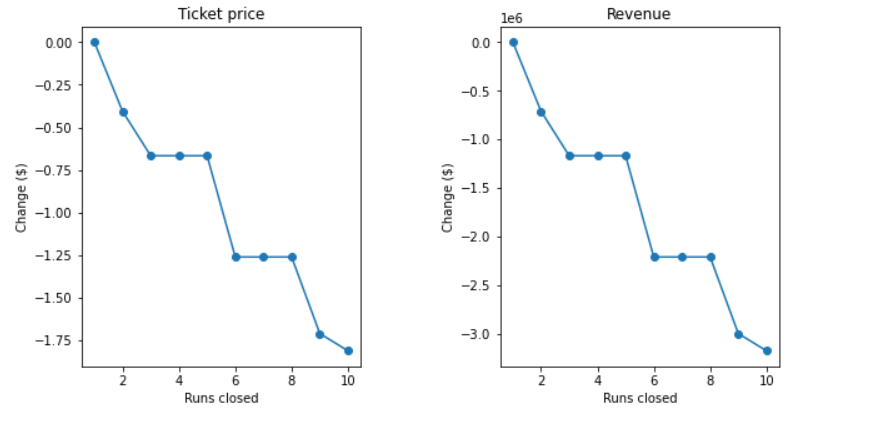 Ticket price
0.00
−0.25
−0.50
−0.75
−1.00
−1.25
−1.50
−1.75
Change ($)
2 4 6 8 10
Runs closed
Revenue
1e6
0.0
−0.5
−1.0
−1.5
−2.0
−2.5
−3.0
Change ($)
2 4 6 8 10
Runs closed